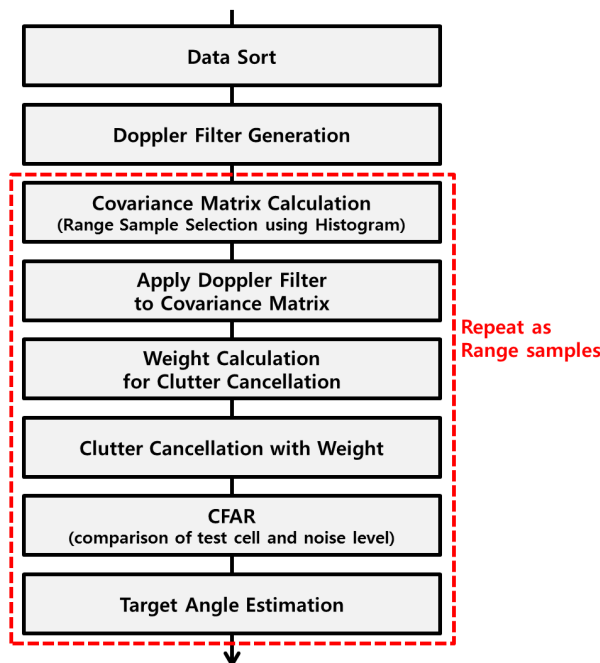 Data Sort
Doppler Filter Generation
Covariance Matrix Calculation
(Range Sample Selection using Histogram)
Apply Doppler Filter
to Covariance Matrix
Repeat as
Range samples
Weight Calculation
for Clutter Cancellation
Clutter Cancellation with Weight
CFAR
(comparison of test cell and noise level)
Target Angle Estimation